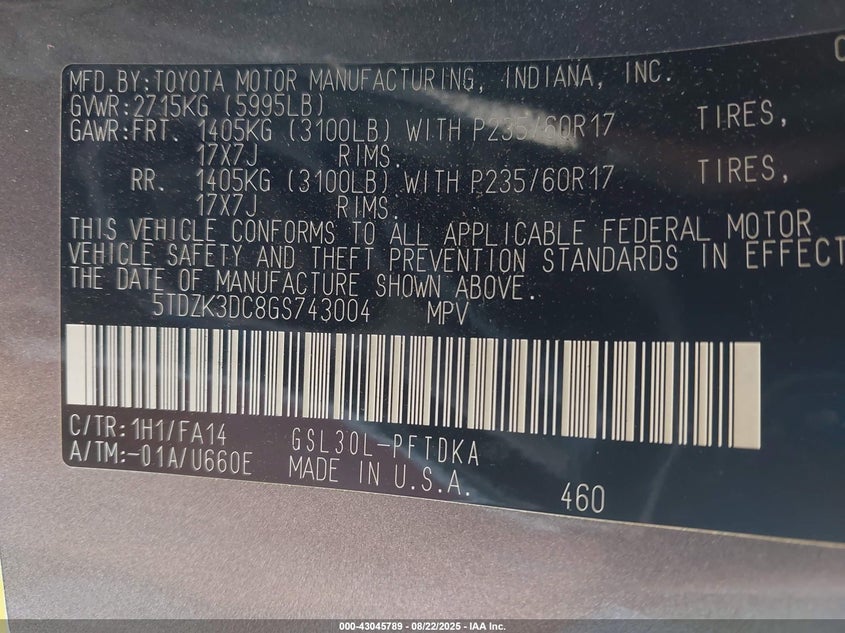 MFD.BY:TOYOTA MOTOR MANUFACTURING, INDIANA, INC.
GVWR:2715KG (5995LB)
GAWR:FRT. 1405KG (3100LB) WITH P235/60R17 TIRES,
17X7J RIMS.
RR. 1405KG (3100LB) WITH P235/60R17 TIRES,
17X7J RIMS.
THIS VEHICLE CONFORMS TO ALL APPLICABLE FEDERAL MOTOR
VEHICLE SAFETY AND THEFT PREVENTION STANDARDS IN EFFECT
THE DATE OF MANUFACTURE SHOWN ABOVE.
5TDZK3DC8GS743004 MPV
C/TR:1H1/FA14 GSL30L-PFTDKA
A/TM:-01A/U660E MADE IN U.S.A.
460
000-43045789 - 08/22/2025 - IAA Inc.